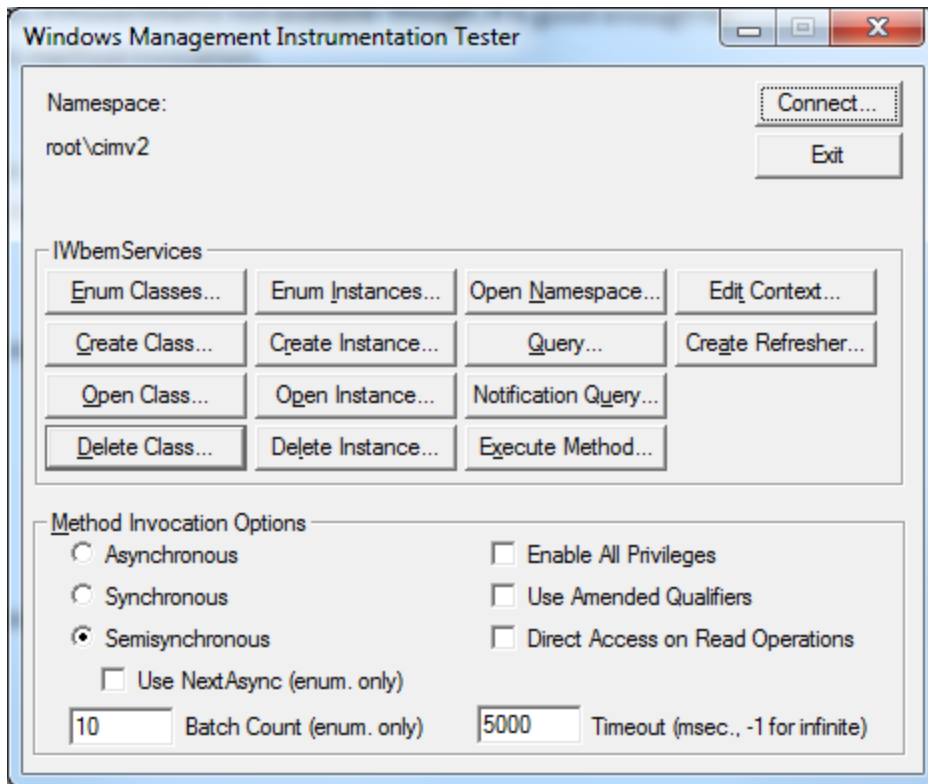 Windows Management Instrumentation Tester
Namespace:
Connect...
root\cimv2
Exit
IWbemServices
Enum Classes... Enum Instances... Open Namespace... Edit Context...
Create Class... Create Instance... Query... Create Refresher...
Open Class... Open Instance... Notification Query...
Delete Class... Delete Instance... Execute Method...
Method Invocation Options
Asynchronous Enable All Privileges
Synchronous Use Amended Qualifiers
Semisynchronous Direct Access on Read Operations
Use NextAsync (enum. only)
10 Batch Count (enum. only) 5000 Timeout (msec., -1 for infinite)